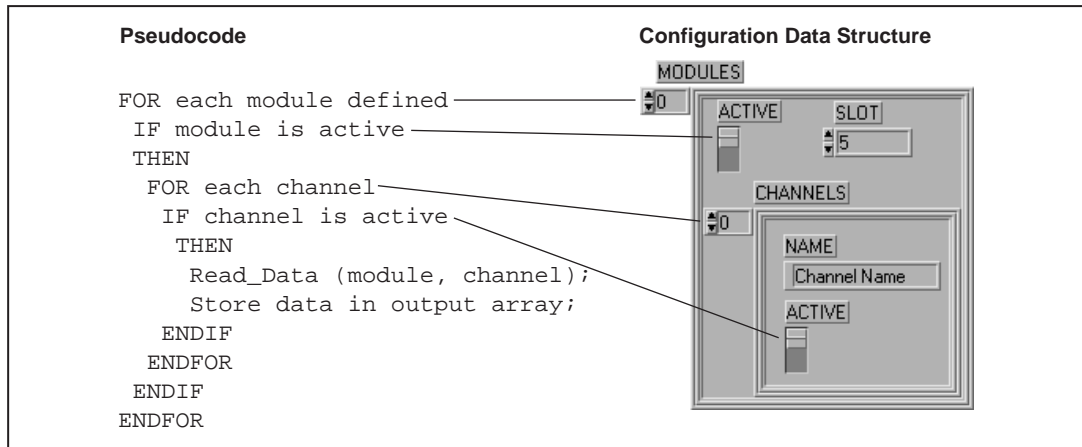 Pseudocode
FOR each module defined
IF module is active
THEN
FOR each channel
IF channel is active
THEN
Read_Data (module, channel);
Store data in output array;
ENDIF
ENDFOR
ENDIF
ENDFOR
Configuration Data Structure
MODULES
0
ACTIVE
SLOT
5
CHANNELS
0
NAME
Channel Name
ACTIVE